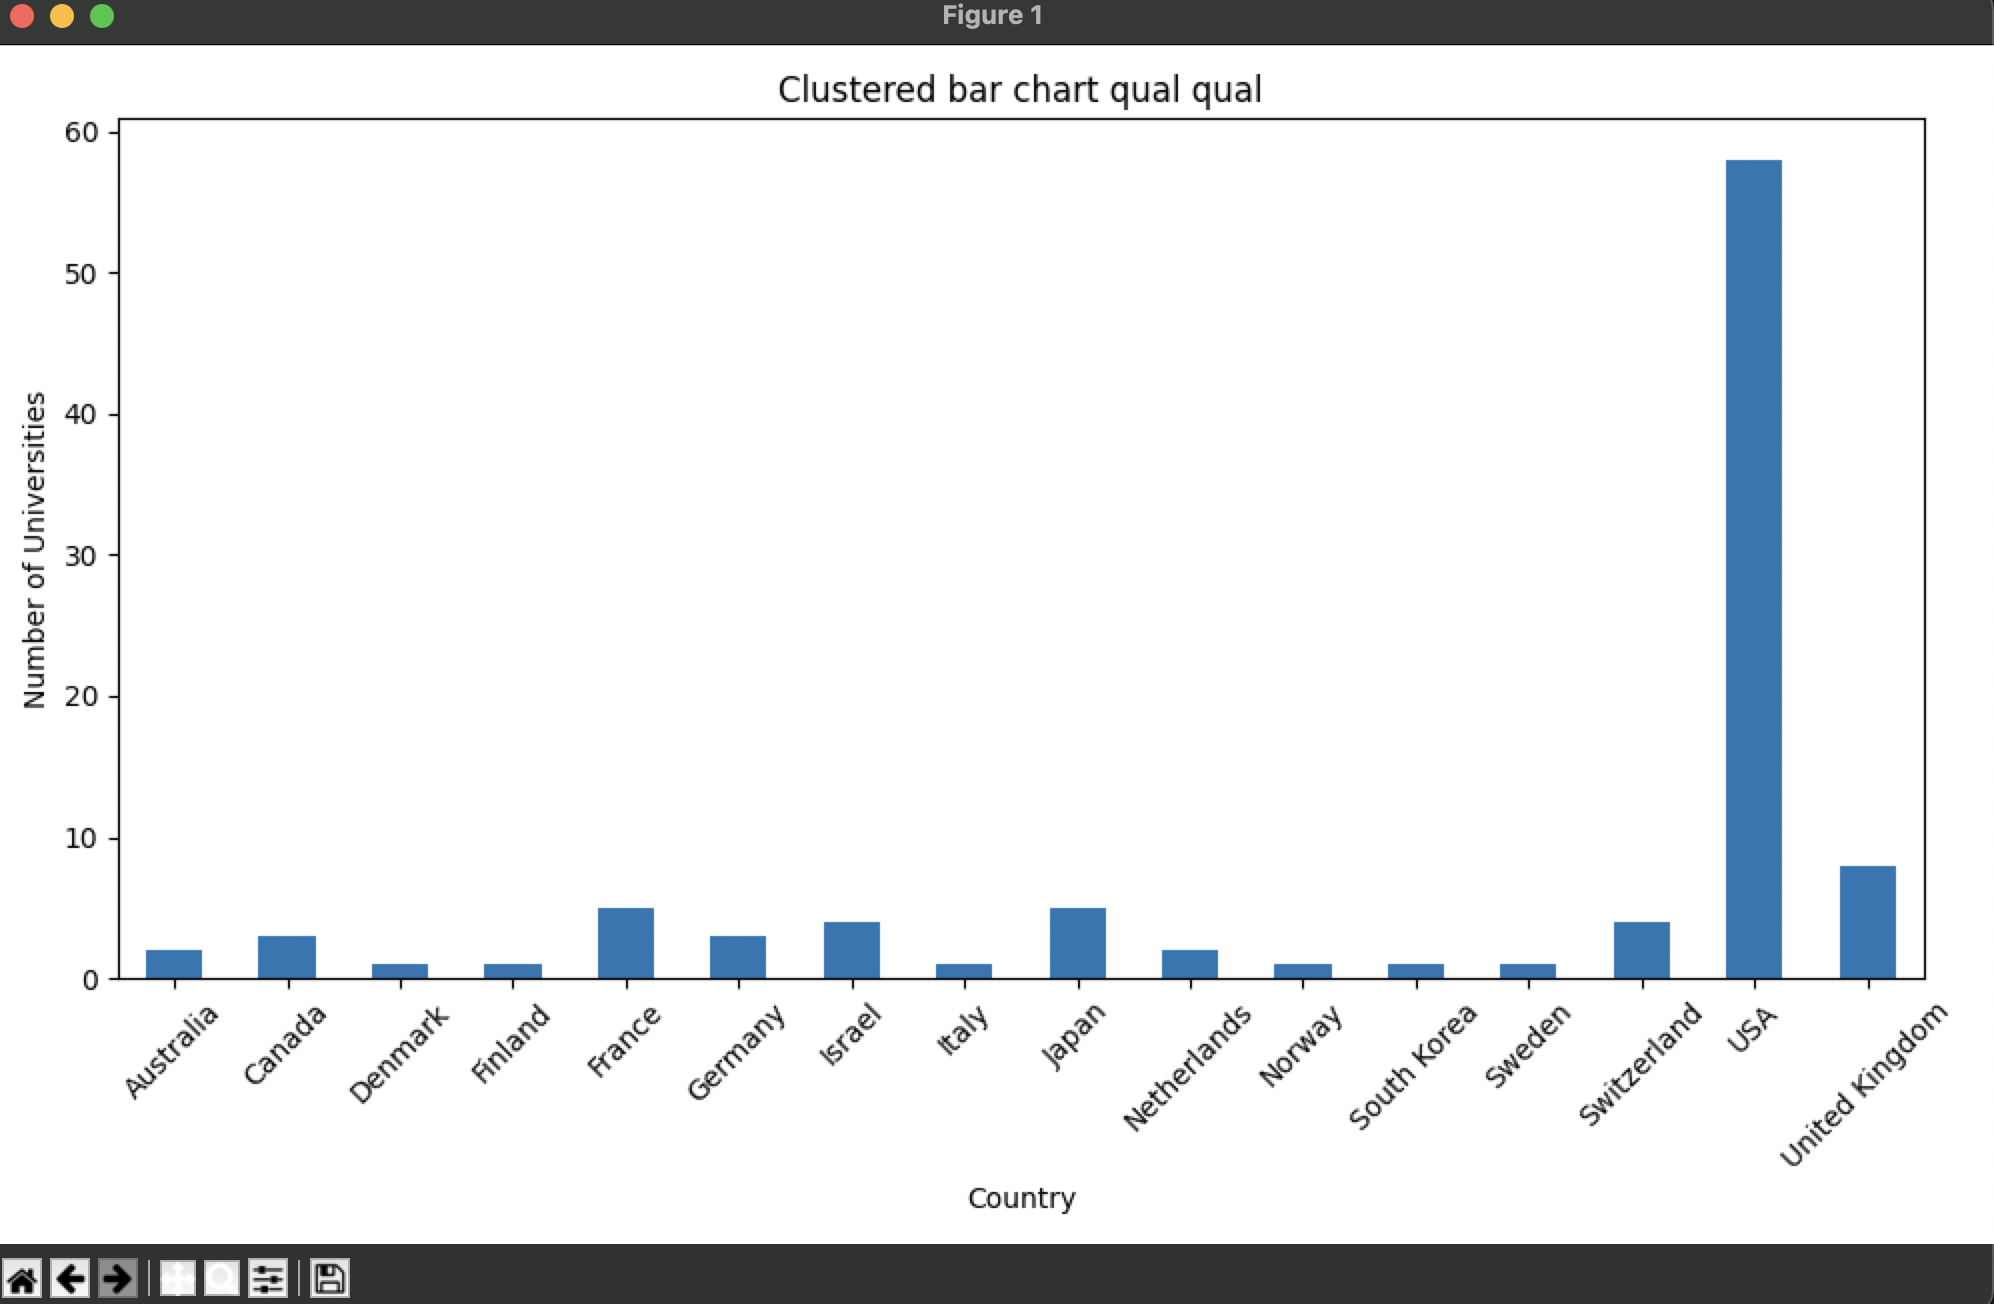 Figure 1
Clustered bar chart qual qual
60
50
40
30
20
10
0
Number of Universities
Australia
Canada
Denmark
Finland
France
Germany
Israel
Italy
Japan
Netherlands
Norway
South Korea
Sweden
Switzerland
USA
United Kingdom
Country